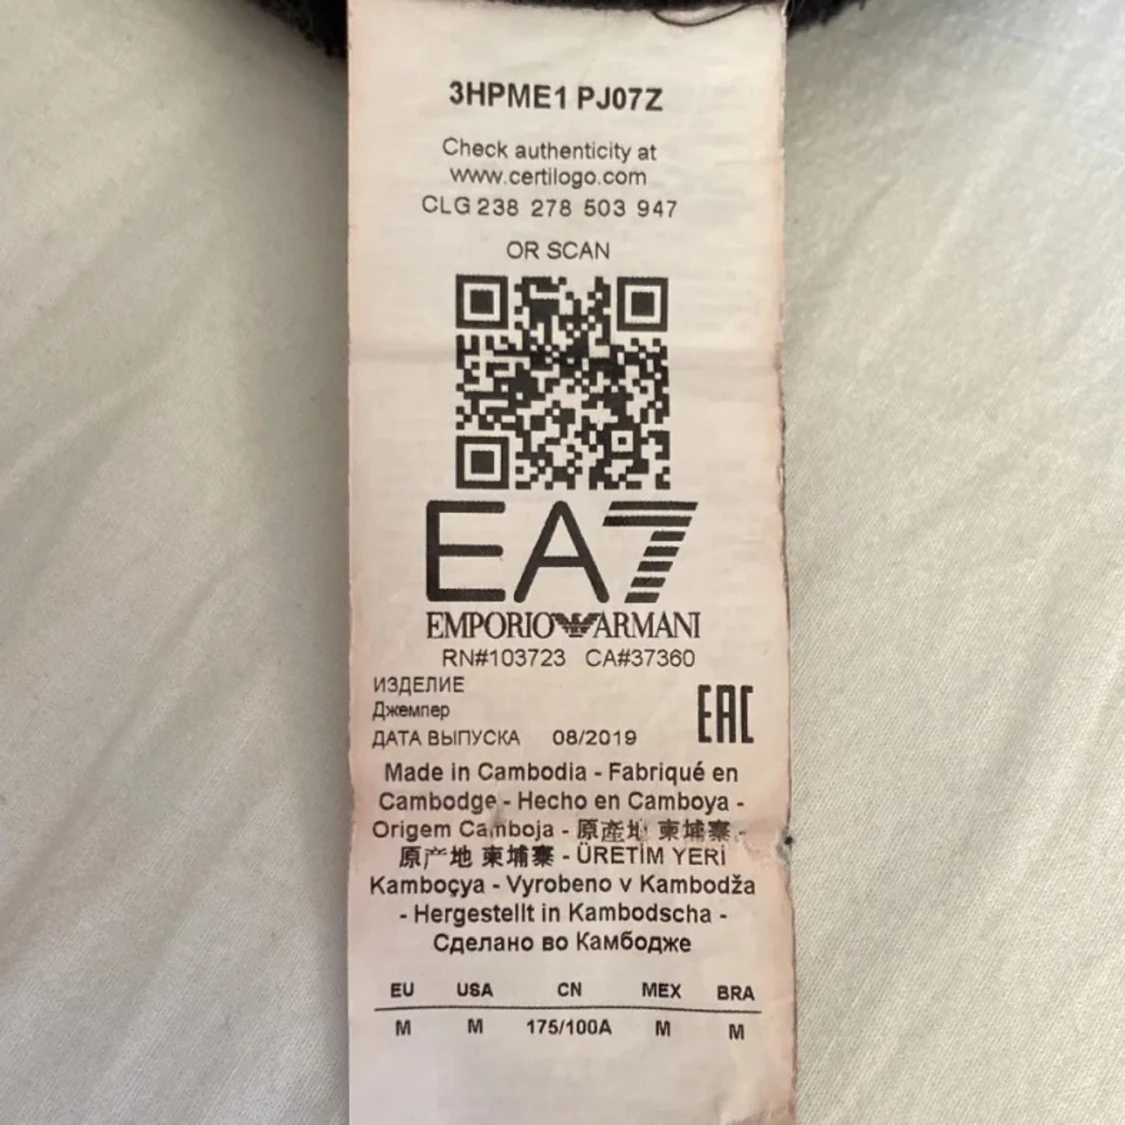 3HPME1 PJ07Z
Check authenticity at
www.certilogo.com
CLG 238 278 503 947
OR SCAN
EA7
EMPORIO ARMANI
RN#103723 CA#37360
ИЗДЕЛИЕ
Джемпер
ДАТА ВЫПУСКА 08/2019
EAC
Made in Cambodia - Fabriqué en
Cambodge - Hecho en Camboya -
Origem Camboja - 原產地 柬埔寨 -
原产地 柬埔寨 - ÜRETİM YERİ
Kamboçya - Vyrobeno v Kambodža
- Hergestellt in Kambodscha -
Сделано во Камбодже
EU USA CN MEX BRA
M M 175/100A M M